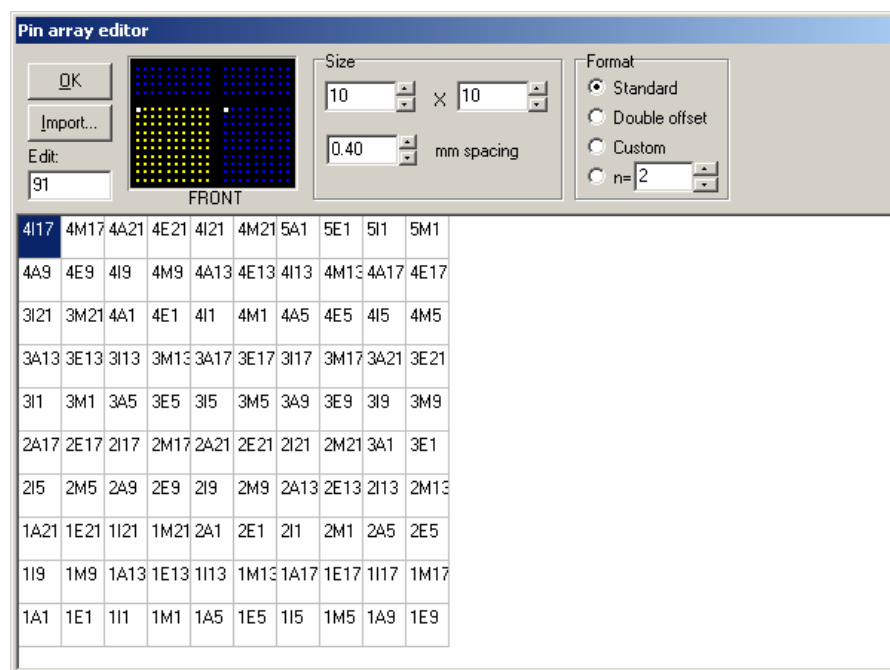 Pin array editor
OK
Import...
Edit:
91
FRONT
Size
10 X 10
0.40 mm spacing
Format
Standard
Double offset
Custom
n= 2
4I17 4M17 4A21 4E21 4I21 4M21 5A1 5E1 5I1 5M1
4A9 4E9 4I9 4M9 4A13 4E13 4I13 4M13 4A17 4E17
3I21 3M21 4A1 4E1 4I1 4M1 4A5 4E5 4I5 4M5
3A13 3E13 3I13 3M13 3A17 3E17 3I17 3M17 3A21 3E21
3I1 3M1 3A5 3E5 3I5 3M5 3A9 3E9 3I9 3M9
2A17 2E17 2I17 2M17 2A21 2E21 2I21 2M21 3A1 3E1
2I5 2M5 2A9 2E9 2I9 2M9 2A13 2E13 2I13 2M13
1A21 1E21 1I21 1M21 2A1 2E1 2I1 2M1 2A5 2E5
1I9 1M9 1A13 1E13 1I13 1M13 1A17 1E17 1I17 1M17
1A1 1E1 1I1 1M1 1A5 1E5 1I5 1M5 1A9 1E9